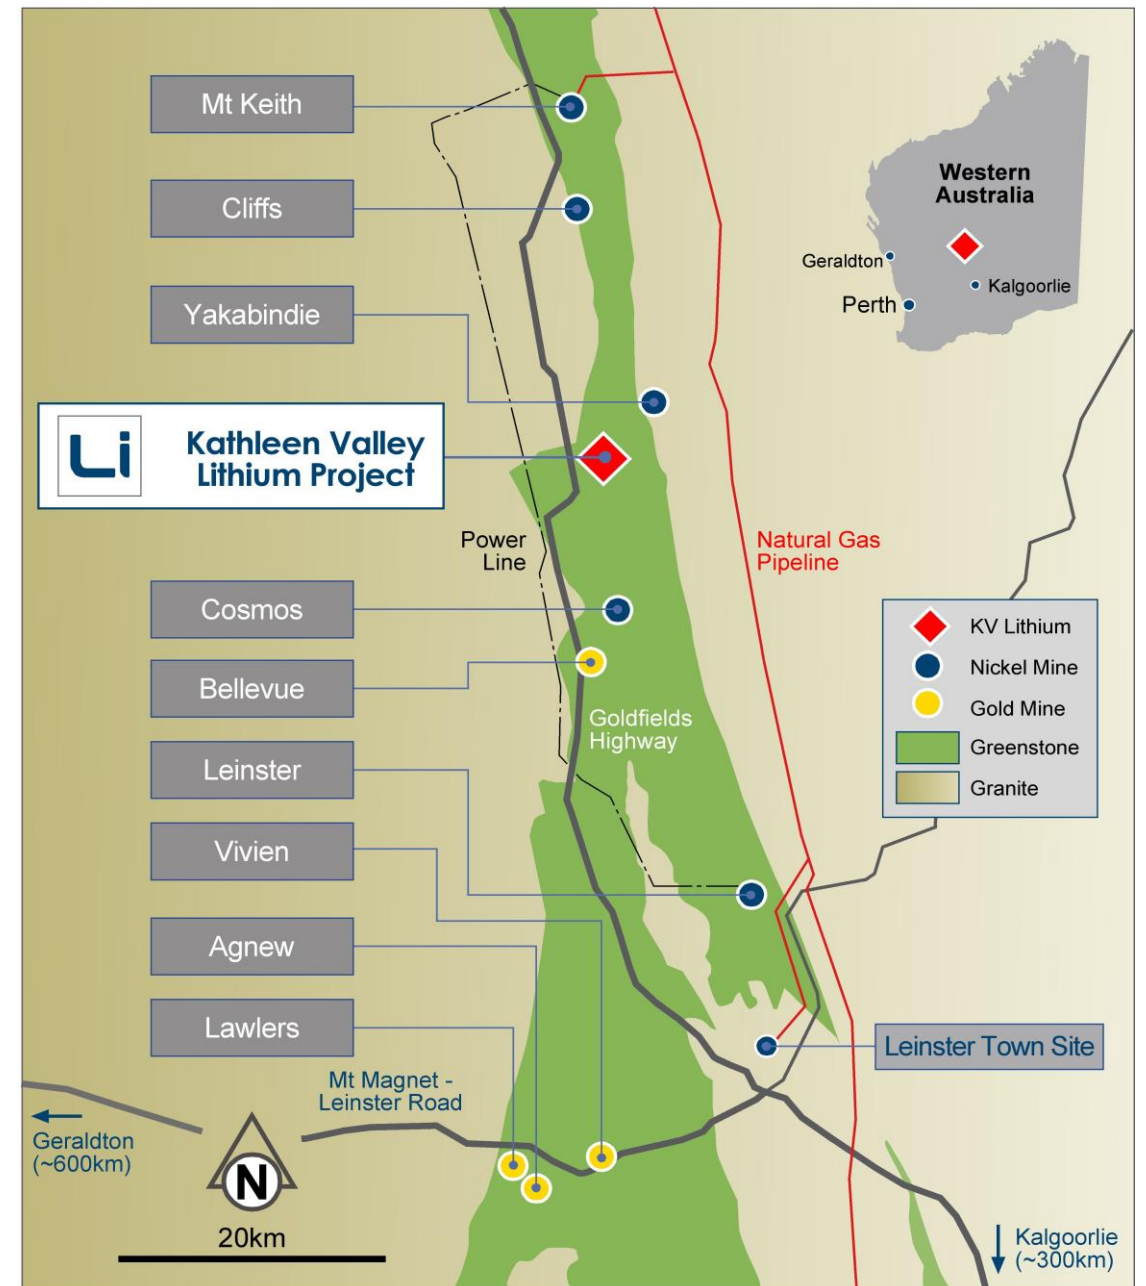 Mt Keith
Cliffs
Yakabindie
Li
Kathleen Valley
Lithium Project
Western
Australia
Geraldton
Kalgoorlie
Perth
Power
Line
Natural Gas
Pipeline
Cosmos
Bellevue
Leinster
Vivien
Agnew
Lawlers
Goldfields
Highway
KV Lithium
Nickel Mine
Gold Mine
Greenstone
Granite
Leinster Town Site
Mt Magnet -
Leinster Road
Geraldton
(~600km)
N
20km
Kalgoorlie
(~300km)